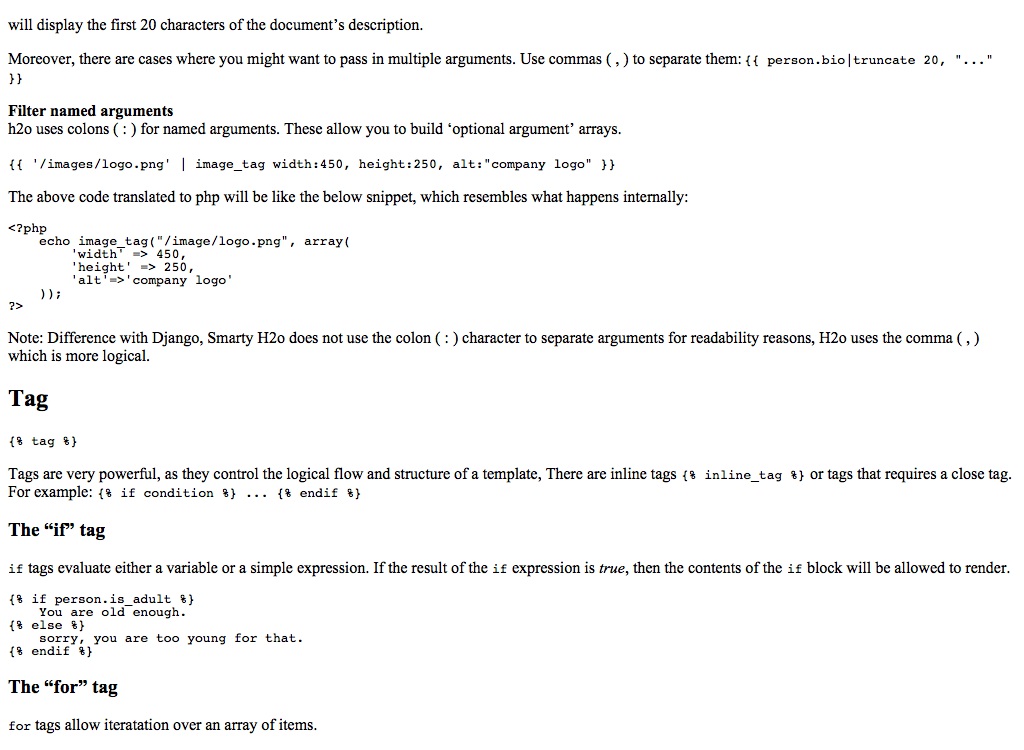 will display the first 20 characters of the document’s description.
Moreover, there are cases where you might want to pass in multiple arguments. Use commas ( , ) to separate them: {{ person.bio|truncate 20, "..."
}}
Filter named arguments
h2o uses colons ( : ) for named arguments. These allow you to build ‘optional argument’ arrays.
{{ '/images/logo.png' | image_tag width:450, height:250, alt:"company logo" }}
The above code translated to php will be like the below snippet, which resembles what happens internally:
<?php
echo image_tag("/image/logo.png", array(
'width' => 450,
'height' => 250,
'alt'=>'company logo'
));
?>
Note: Difference with Django, Smarty H2o does not use the colon ( : ) character to separate arguments for readability reasons, H2o uses the comma ( , )
which is more logical.
Tag
{% tag %}
Tags are very powerful, as they control the logical flow and structure of a template, There are inline tags {% inline_tag %} or tags that requires a close tag.
For example: {% if condition %} ... {% endif %}
The “if” tag
if tags evaluate either a variable or a simple expression. If the result of the if expression is true, then the contents of the if block will be allowed to render.
{% if person.is_adult %}
You are old enough.
{% else %}
sorry, you are too young for that.
{% endif %}
The “for” tag
for tags allow iteratation over an array of items.